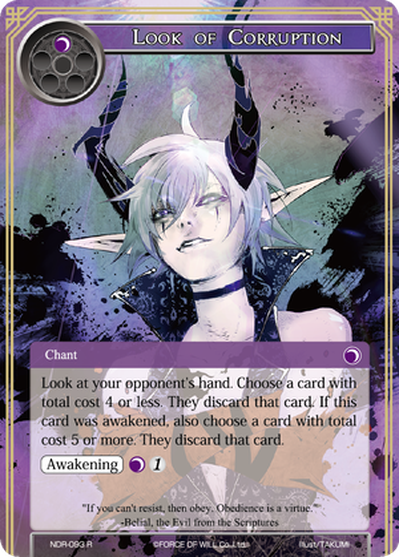 Look of Corruption
Chant
Look at your opponent's hand. Choose a card with
total cost 4 or less. They discard that card. If this
card was awakened, also choose a card with total
cost 5 or more. They discard that card.
Awakening 1
"If you can't resist, then obey. Obedience is a virtue."
-Belial, the Evil from the Scriptures
NDR-093 R ©FORCE OF WILL Co.,Ltd. Illust/TAKUMI